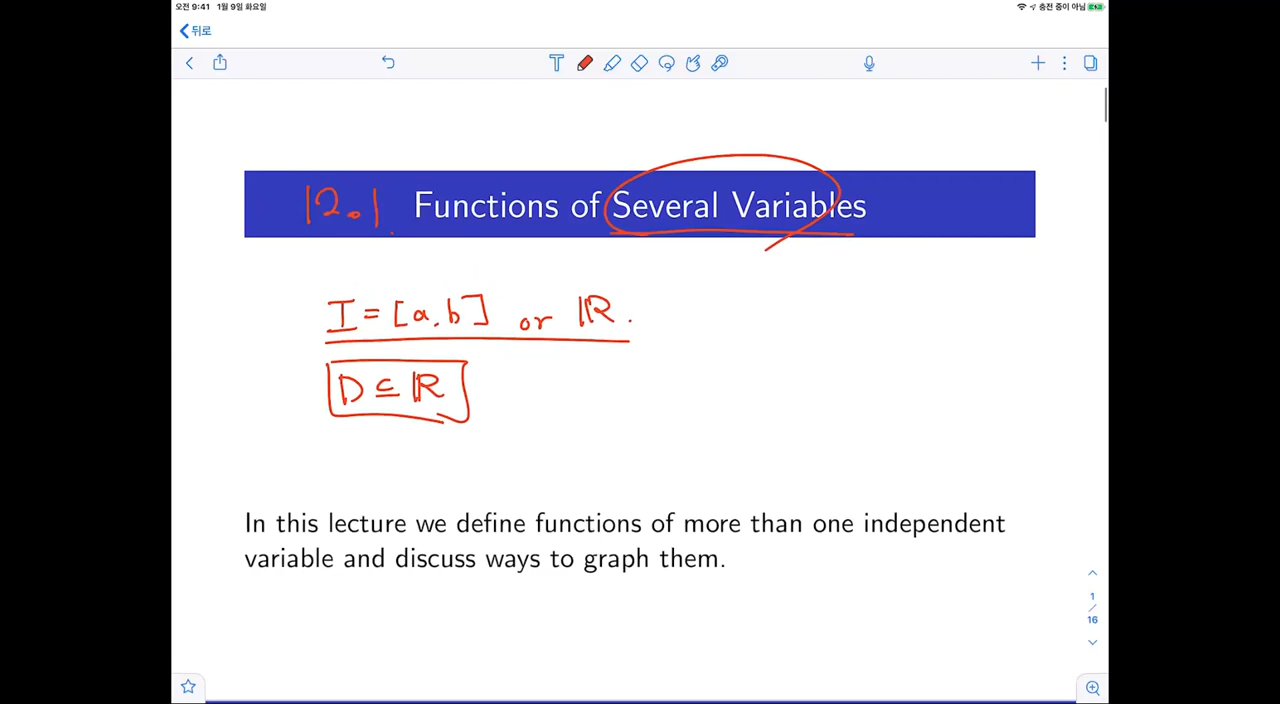 오전 9:41 1월 9일 화요일
충전 중이 아님
뒤로
12.1. Functions of Several Variables
I = [a, b] or ℝ.
D ⊆ ℝ
In this lecture we define functions of more than one independent
variable and discuss ways to graph them.
1
/
16